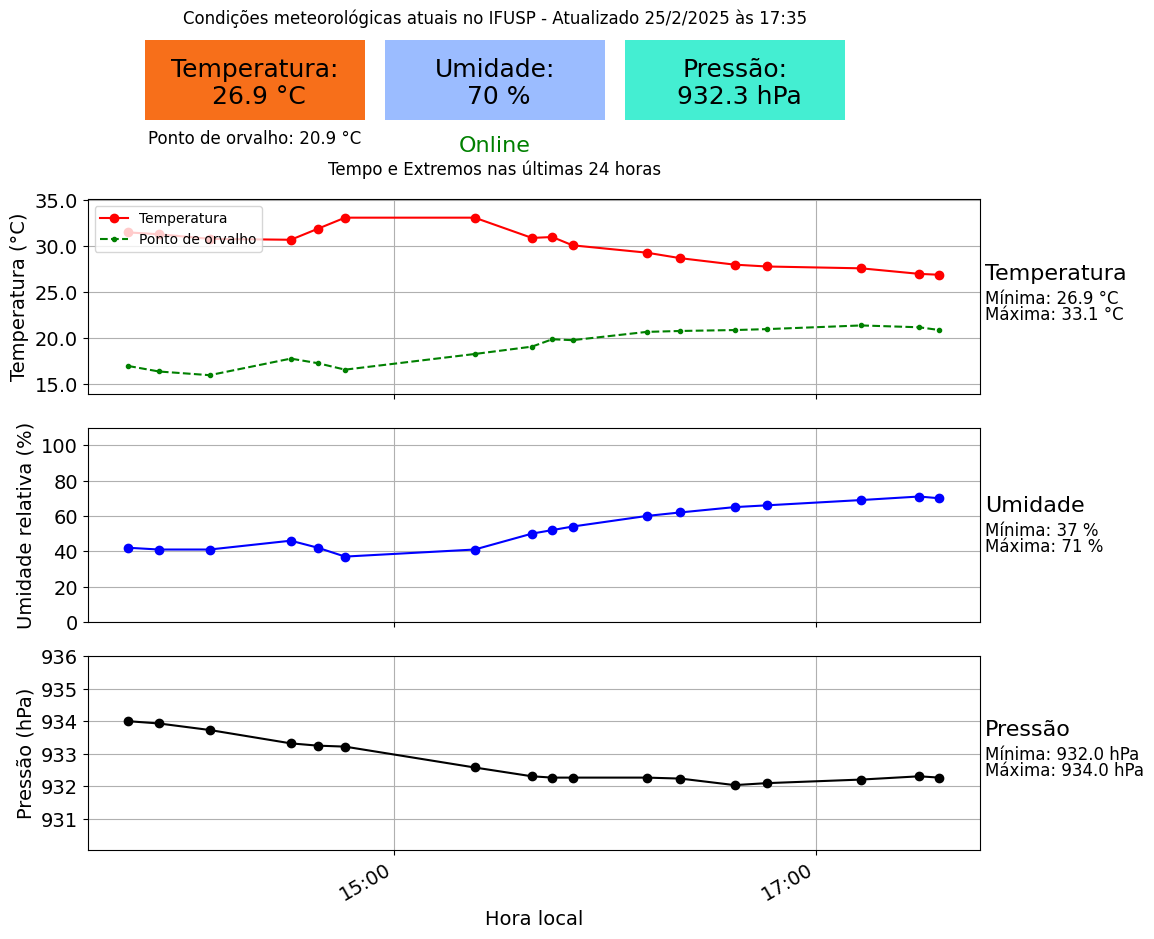 Condições meteorológicas atuais no IFUSP - Atualizado 25/2/2025 às 17:35
Temperatura:
26.9 °C
Umidade:
70 %
Pressão:
932.3 hPa
Ponto de orvalho: 20.9 °C
Online
Tempo e Extremos nas últimas 24 horas
Temperatura (°C)
35.0
30.0
25.0
20.0
15.0
Temperatura
Ponto de orvalho
Temperatura
Mínima: 26.9 °C
Máxima: 33.1 °C
Umidade relativa (%)
100
80
60
40
20
0
Umidade
Mínima: 37 %
Máxima: 71 %
Pressão (hPa)
936
935
934
933
932
931
Pressão
Mínima: 932.0 hPa
Máxima: 934.0 hPa
15:00
17:00
Hora local